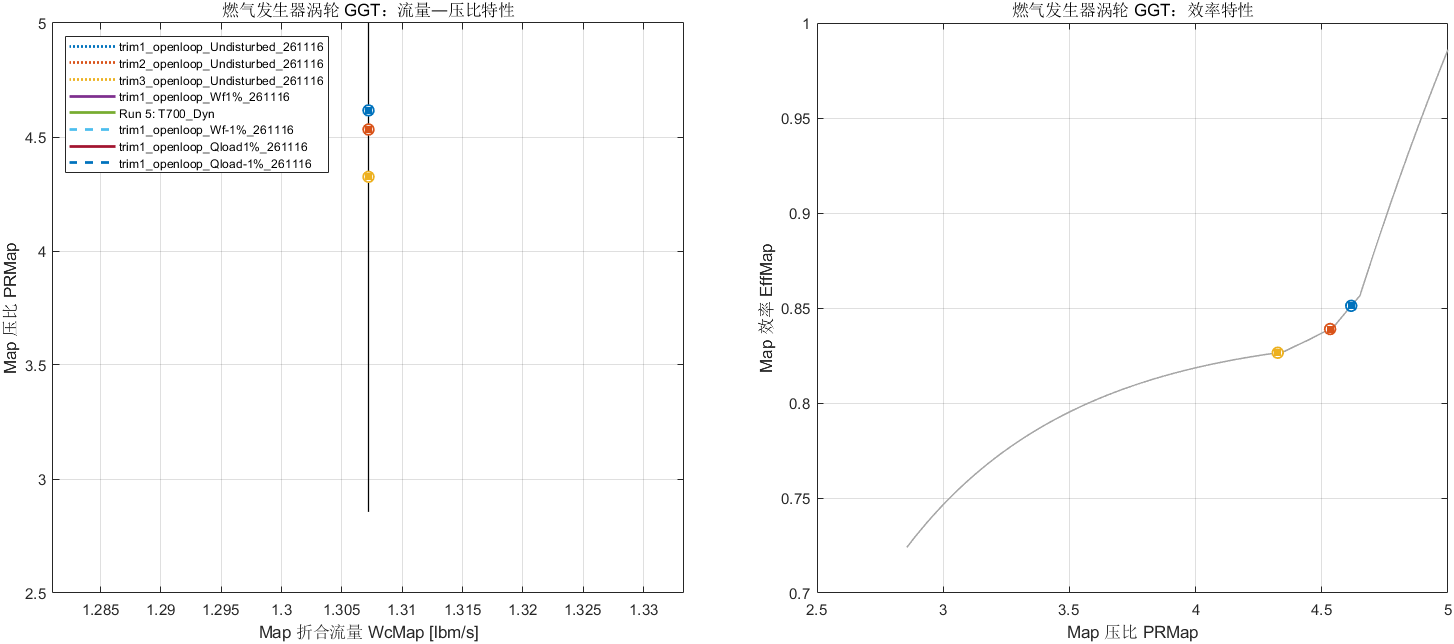 燃气发生器涡轮 GGT：流量—压比特性
5
4.5
4
3.5
3
2.5
Map 压比 PRMap
trim1_openloop_Undisturbed_261116
trim2_openloop_Undisturbed_261116
trim3_openloop_Undisturbed_261116
trim1_openloop_Wf1%_261116
Run 5: T700_Dyn
trim1_openloop_Wf-1%_261116
trim1_openloop_Qload1%_261116
trim1_openloop_Qload-1%_261116
1.285 1.29 1.295 1.3 1.305 1.31 1.315 1.32 1.325 1.33
Map 折合流量 WcMap [lbm/s]
燃气发生器涡轮 GGT：效率特性
1
0.95
0.9
0.85
0.8
0.75
0.7
Map 效率 EffMap
2.5 3 3.5 4 4.5 5
Map 压比 PRMap